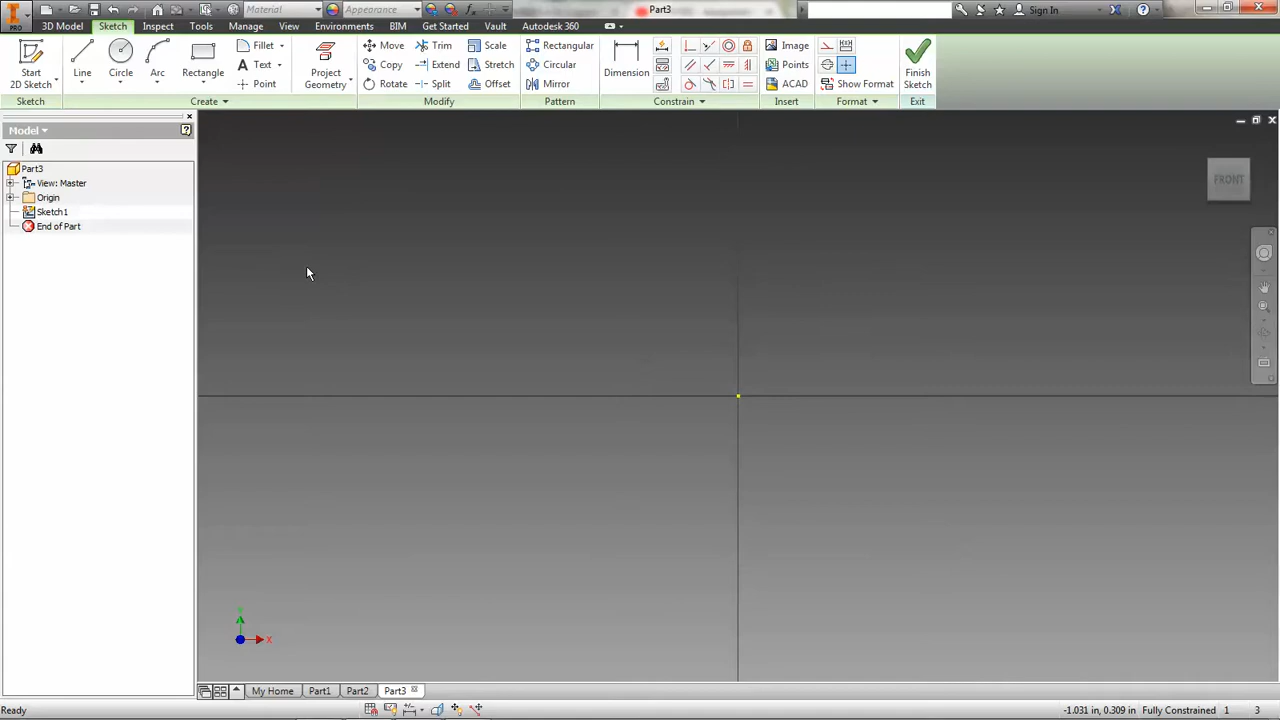 PRO
Material
Appearance
Part3
Sign In
3D Model Sketch Inspect Tools Manage View Environments BIM Get Started Vault Autodesk 360
Start
2D Sketch
Line
Circle
Arc
Rectangle
Fillet
Text
Point
Project
Geometry
Move
Copy
Rotate
Trim
Extend
Split
Scale
Stretch
Offset
Rectangular
Circular
Mirror
Dimension
Image
Points
ACAD
Show Format
Finish
Sketch
Sketch Create Modify Pattern Constrain Insert Format Exit
Model
Part3
View: Master
Origin
Sketch1
End of Part
FRONT
Y
X
My Home Part1 Part2 Part3
Ready
-1.031 in, 0.309 in Fully Constrained 1 3